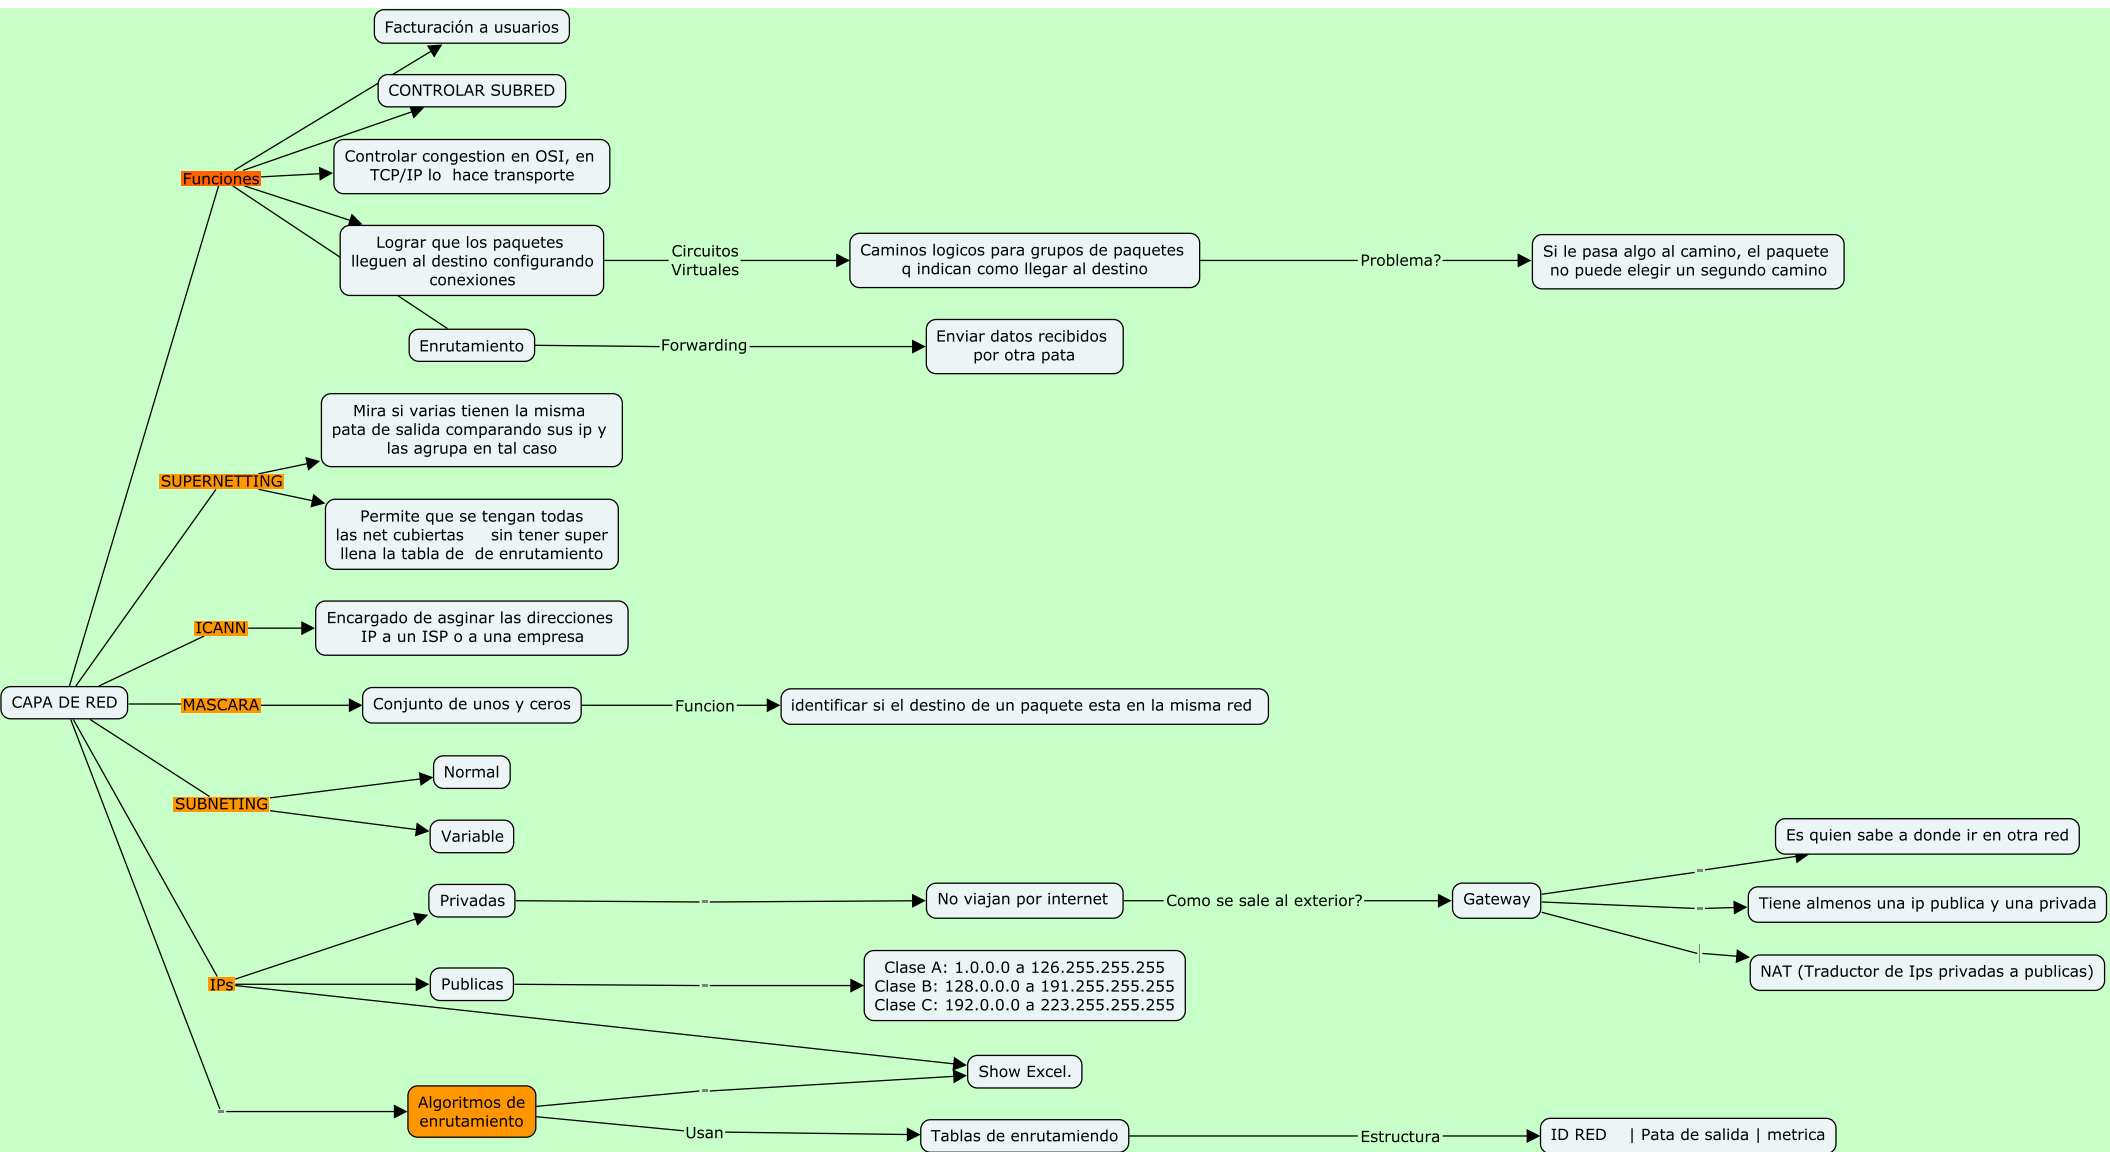 Facturación a usuarios
CONTROLAR SUBRED
Controlar congestion en OSI, en
TCP/IP lo  hace transporte
Funciones
Lograr que los paquetes
lleguen al destino configurando
conexiones
Circuitos
Virtuales
Caminos logicos para grupos de paquetes
q indican como llegar al destino
Problema?
Si le pasa algo al camino, el paquete
no puede elegir un segundo camino
Enrutamiento
Forwarding
Enviar datos recibidos
por otra pata
Mira si varias tienen la misma
pata de salida comparando sus ip y
las agrupa en tal caso
SUPERNETTING
Permite que se tengan todas
las net cubiertas     sin tener super
llena la tabla de  de enrutamiento
ICANN
Encargado de asginar las direcciones
IP a un ISP o a una empresa
CAPA DE RED
MASCARA
Conjunto de unos y ceros
Funcion
identificar si el destino de un paquete esta en la misma red
Normal
SUBNETING
Variable
Es quien sabe a donde ir en otra red
=
Privadas
=
No viajan por internet
Como se sale al exterior?
Gateway
=
Tiene almenos una ip publica y una privada
NAT (Traductor de Ips privadas a publicas)
IPs
Publicas
=
Clase A: 1.0.0.0 a 126.255.255.255
Clase B: 128.0.0.0 a 191.255.255.255
Clase C: 192.0.0.0 a 223.255.255.255
Show Excel.
=
=
Algoritmos de
enrutamiento
Usan
Tablas de enrutamiendo
Estructura
ID RED    | Pata de salida | metrica